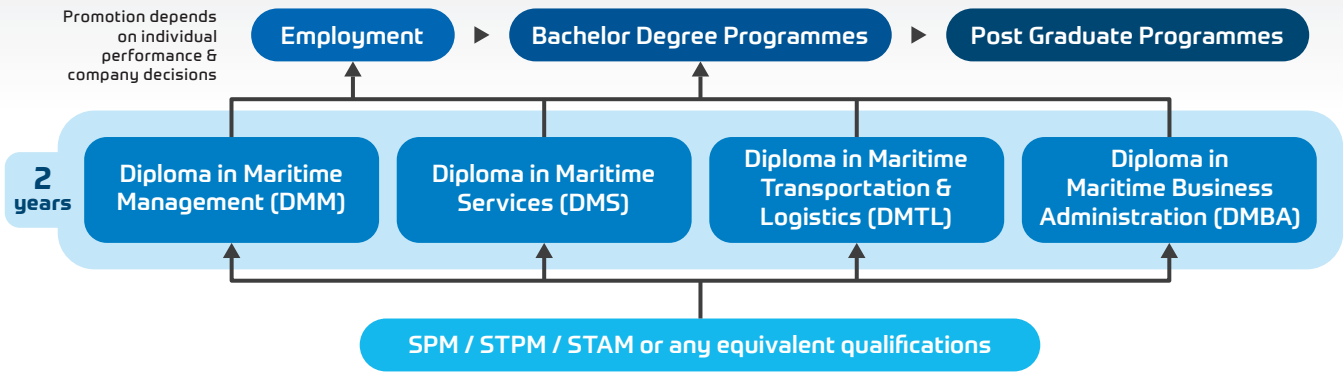 Promotion depends
on individual
performance &
company decisions
Employment
Bachelor Degree Programmes
Post Graduate Programmes
2
years
Diploma in Maritime
Management (DMM)
Diploma in Maritime
Services (DMS)
Diploma in Maritime
Transportation &
Logistics (DMTL)
Diploma in
Maritime Business
Administration (DMBA)
SPM / STPM / STAM or any equivalent qualifications